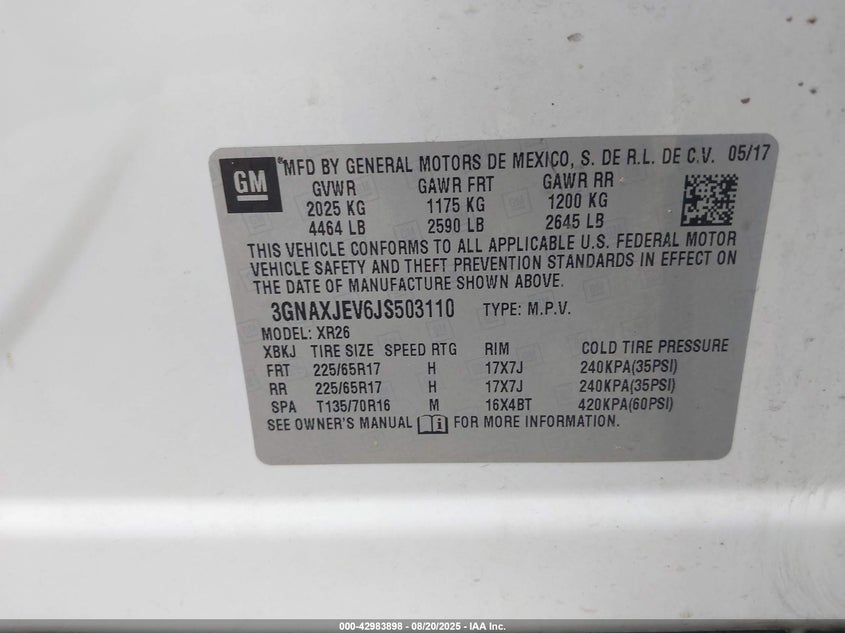 GM ®MFD BY GENERAL MOTORS DE MEXICO, S. DE R.L. DE C.V. 05/17
GVWR GAWR FRT GAWR RR
2025 KG 1175 KG 1200 KG
4464 LB 2590 LB 2645 LB
THIS VEHICLE CONFORMS TO ALL APPLICABLE U.S. FEDERAL MOTOR
VEHICLE SAFETY AND THEFT PREVENTION STANDARDS IN EFFECT ON
THE DATE OF MANUFACTURE SHOWN ABOVE.
3GNAXJEV6JS503110 TYPE: M.P.V.
MODEL: XR26
XBKJ TIRE SIZE SPEED RTG RIM COLD TIRE PRESSURE
FRT 225/65R17 H 17X7J 240KPA(35PSI)
RR 225/65R17 H 17X7J 240KPA(35PSI)
SPA T135/70R16 M 16X4BT 420KPA(60PSI)
SEE OWNER'S MANUAL FOR MORE INFORMATION.
000-42983898 - 08/20/2025 - IAA Inc.